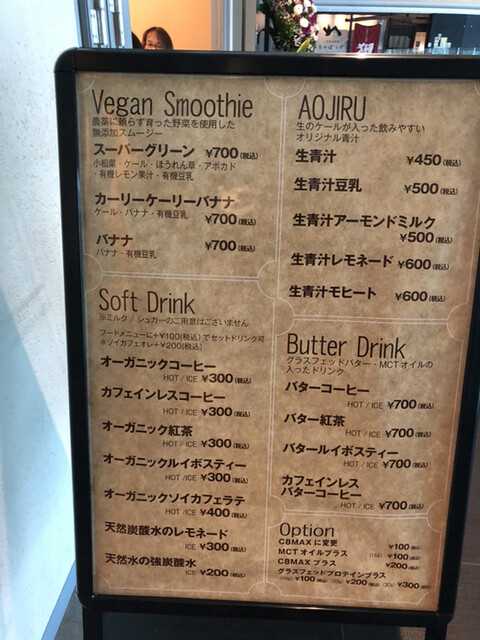 Vegan Smoothie
農薬に頼らず育った野菜を使用した
無添加スムージー
スーパーグリーン ¥700(税込)
小松菜・ケール・ほうれん草・アボカド
・有機レモン果汁・有機豆乳
カーリーケーリーバナナ
ケール・バナナ・有機豆乳 ¥700(税込)
バナナ ¥700(税込)
バナナ・有機豆乳
Soft Drink
※ミルク / シュガーのご用意はございません
フードメニューに+¥100(税込)でセットドリンク可
※ソイカフェオレ+¥200(税込)
オーガニックコーヒー
HOT / ICE ¥300(税込)
カフェインレスコーヒー
HOT / ICE ¥300(税込)
オーガニック紅茶
HOT / ICE ¥300(税込)
オーガニックルイボスティー
HOT / ICE ¥300(税込)
オーガニックソイカフェラテ
HOT / ICE ¥400(税込)
天然炭酸水のレモネード
ICE ¥300(税込)
天然水の強炭酸水
ICE ¥200(税込)
AOJIRU
生のケールが入った飲みやすい
オリジナル青汁
生青汁 ¥450(税込)
生青汁豆乳 ¥500(税込)
生青汁アーモンドミルク
¥500(税込)
生青汁レモネード ¥600(税込)
生青汁モヒート ¥600(税込)
Butter Drink
グラスフェッドバター・MCTオイルの
入ったドリンク
バターコーヒー
HOT / ICE ¥700(税込)
バター紅茶
HOT / ICE ¥700(税込)
バタールイボスティー
HOT / ICE ¥700(税込)
カフェインレス
バターコーヒー
HOT / ICE ¥700(税込)
Option
CBMAXに変更 ¥100(税込)
MCTオイルプラス (15g) ¥100(税込)
CBMAXプラス ¥200(税込)
グラスフェッドプロテインプラス
¥100(税込) ¥200(税込) (30g) ¥300(税込)